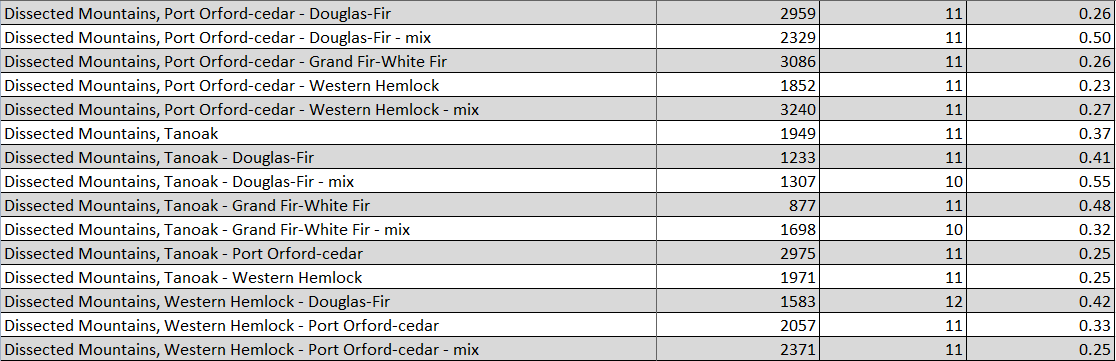 Dissected Mountains, Port Orford-cedar - Douglas-Fir 2959 11 0.26
Dissected Mountains, Port Orford-cedar - Douglas-Fir - mix 2329 11 0.50
Dissected Mountains, Port Orford-cedar - Grand Fir-White Fir 3086 11 0.26
Dissected Mountains, Port Orford-cedar - Western Hemlock 1852 11 0.23
Dissected Mountains, Port Orford-cedar - Western Hemlock - mix 3240 11 0.27
Dissected Mountains, Tanoak 1949 11 0.37
Dissected Mountains, Tanoak - Douglas-Fir 1233 11 0.41
Dissected Mountains, Tanoak - Douglas-Fir - mix 1307 10 0.55
Dissected Mountains, Tanoak - Grand Fir-White Fir 877 11 0.48
Dissected Mountains, Tanoak - Grand Fir-White Fir - mix 1698 10 0.32
Dissected Mountains, Tanoak - Port Orford-cedar 2975 11 0.25
Dissected Mountains, Tanoak - Western Hemlock 1971 11 0.25
Dissected Mountains, Western Hemlock - Douglas-Fir 1583 12 0.42
Dissected Mountains, Western Hemlock - Port Orford-cedar 2057 11 0.33
Dissected Mountains, Western Hemlock - Port Orford-cedar - mix 2371 11 0.25